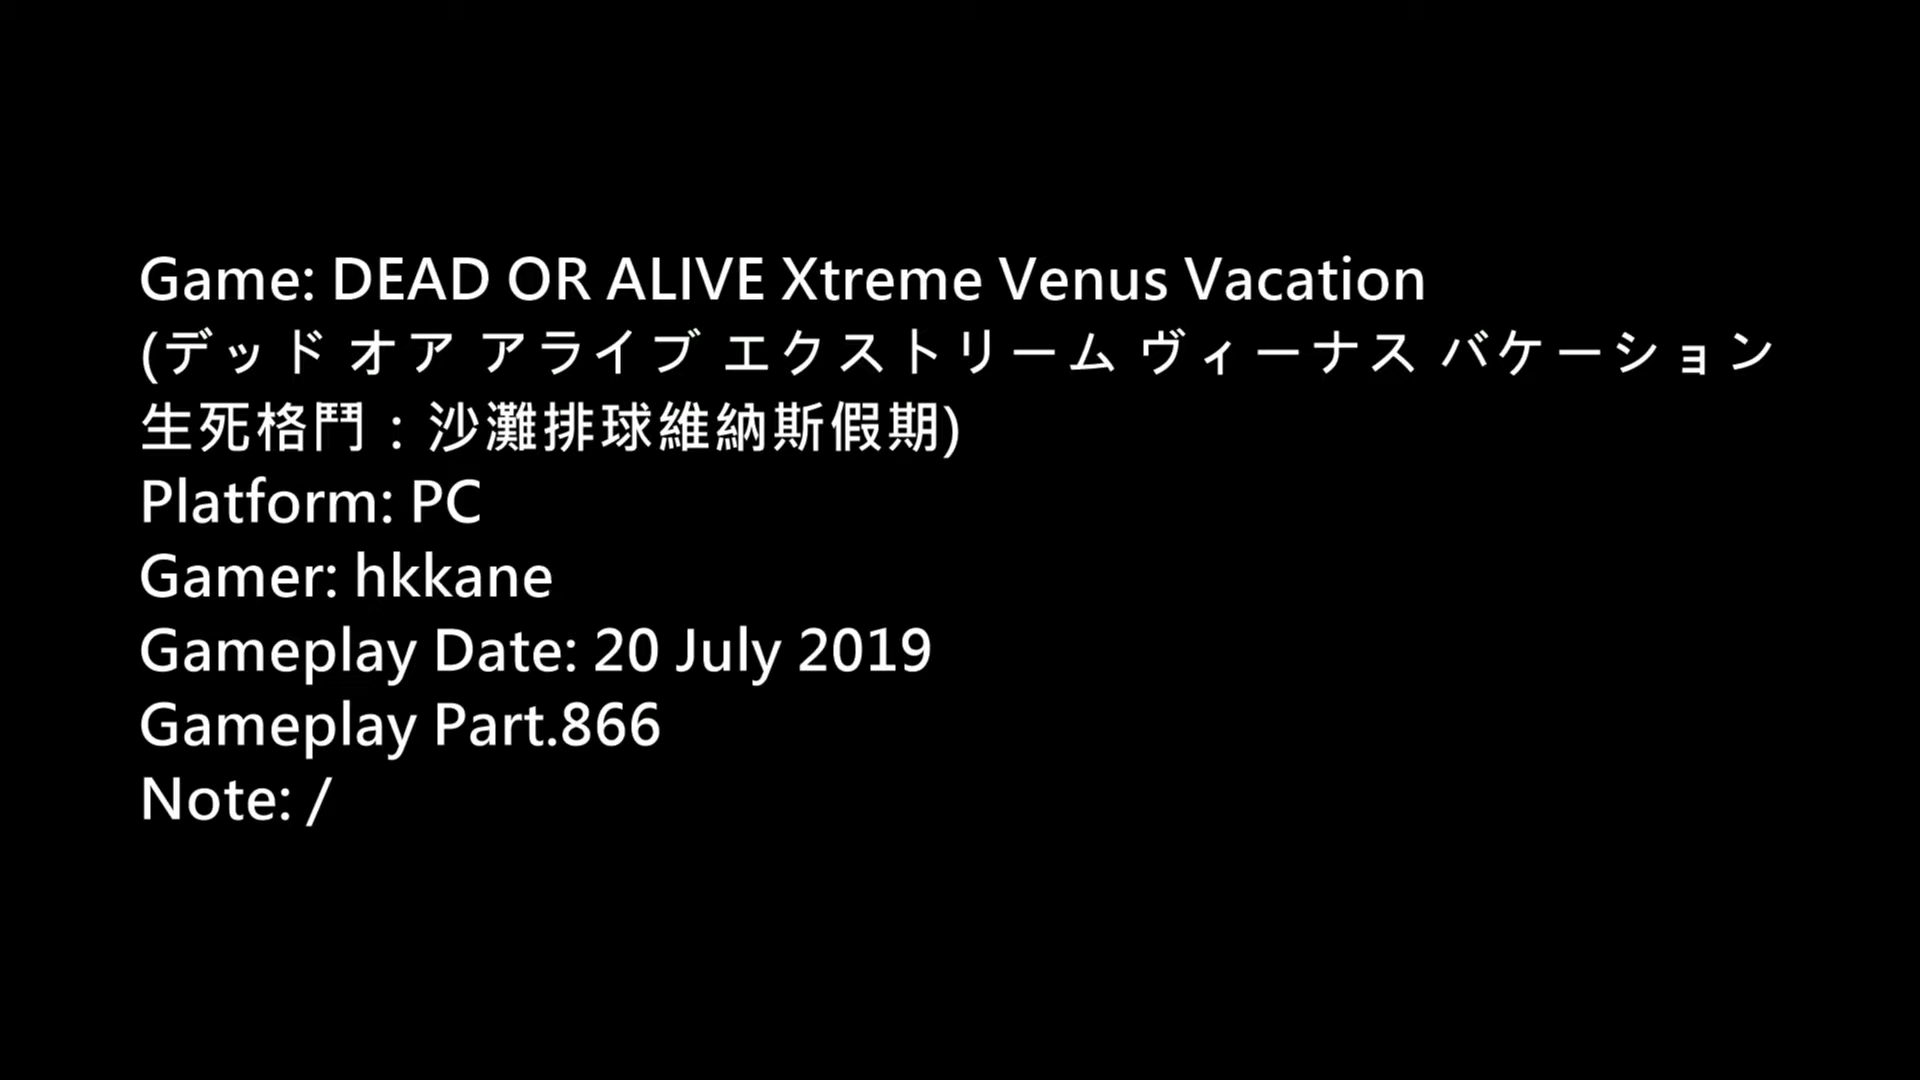 Game: DEAD OR ALIVE Xtreme Venus Vacation
(デッド オア アライブ エクストリーム ヴィーナス バケーション
生死格鬥：沙灘排球維納斯假期)
Platform: PC
Gamer: hkkane
Gameplay Date: 20 July 2019
Gameplay Part.866
Note: /